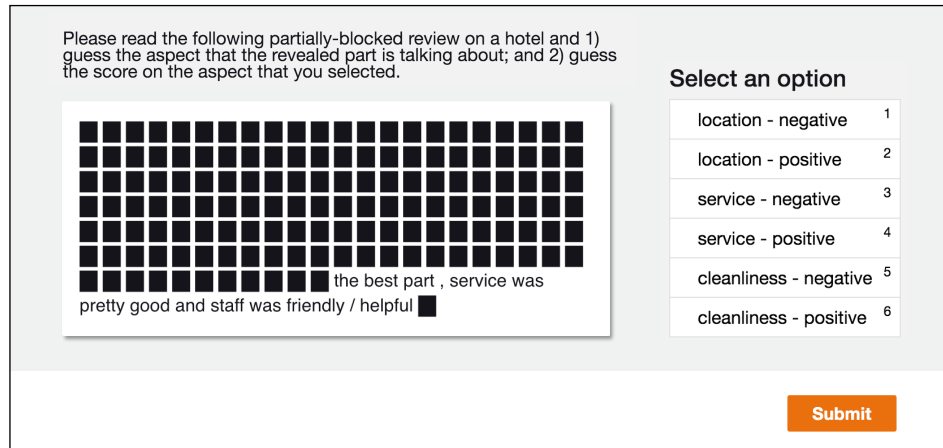 Please read the following partially-blocked review on a hotel and 1)
guess the aspect that the revealed part is talking about; and 2) guess
the score on the aspect that you selected.
the best part , service was
pretty good and staff was friendly / helpful
Select an option
location - negative 1
location - positive 2
service - negative 3
service - positive 4
cleanliness - negative 5
cleanliness - positive 6
Submit